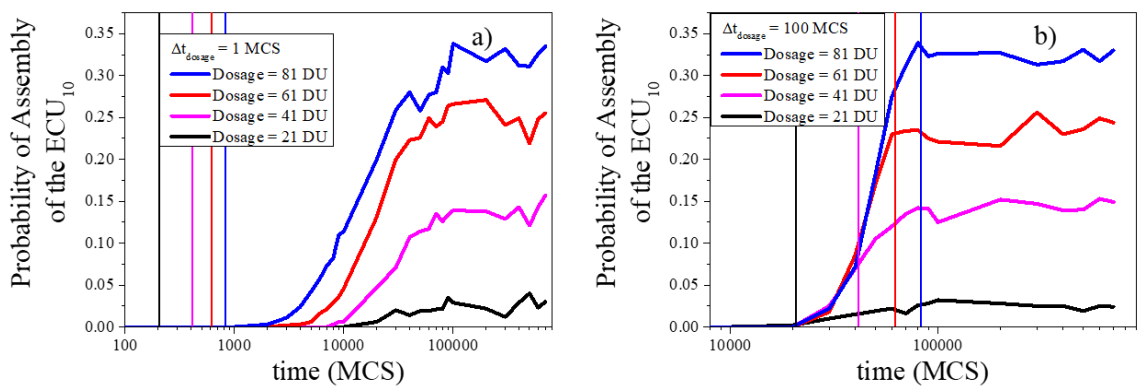 Probability of Assembly
of the ECU₁₀
0.35
0.30
0.25
0.20
0.15
0.10
0.05
0.00
Δt_dosage = 1 MCS
Dosage = 81 DU
Dosage = 61 DU
Dosage = 41 DU
Dosage = 21 DU
a)
100
1000
10000
100000
time (MCS)
Probability of Assembly
of the ECU₁₀
0.35
0.30
0.25
0.20
0.15
0.10
0.05
0.00
Δt_dosage = 100 MCS
Dosage = 81 DU
Dosage = 61 DU
Dosage = 41 DU
Dosage = 21 DU
b)
10000
100000
time (MCS)